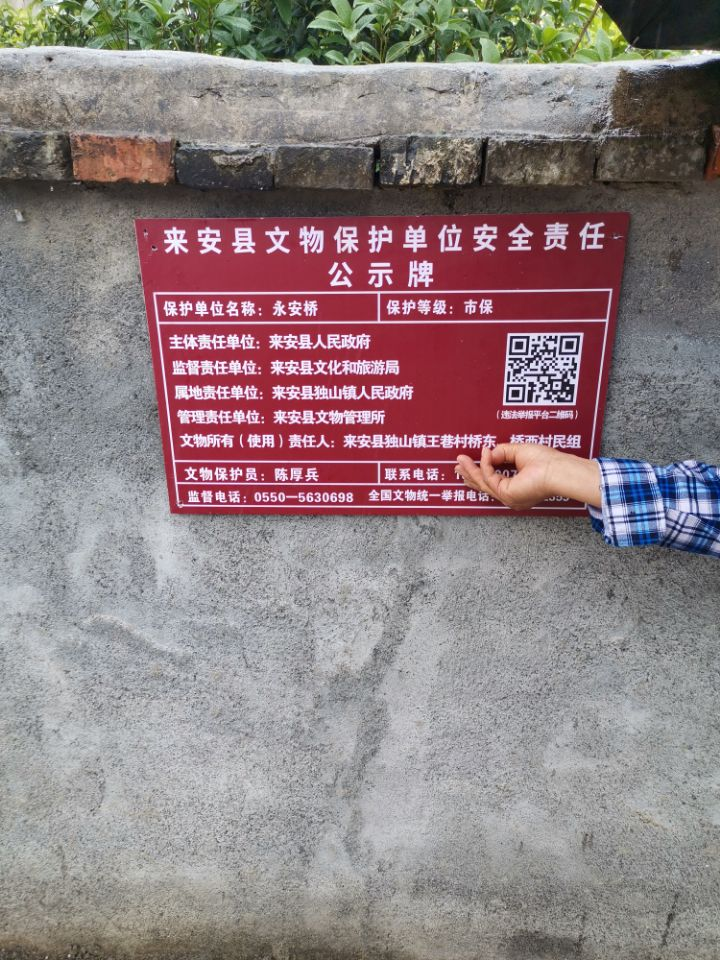 来安县文物保护单位安全责任
公示牌
保护单位名称：永安桥 保护等级：市保
主体责任单位：来安县人民政府
监督责任单位：来安县文化和旅游局
属地责任单位：来安县独山镇人民政府
管理责任单位：来安县文物管理所
（违法举报平台二维码）
文物所有（使用）责任人：来安县独山镇王巷村桥东、桥西村民组
文物保护员：陈厚兵 联系电话：
监督电话：0550—5630698 全国文物统一举报电话：